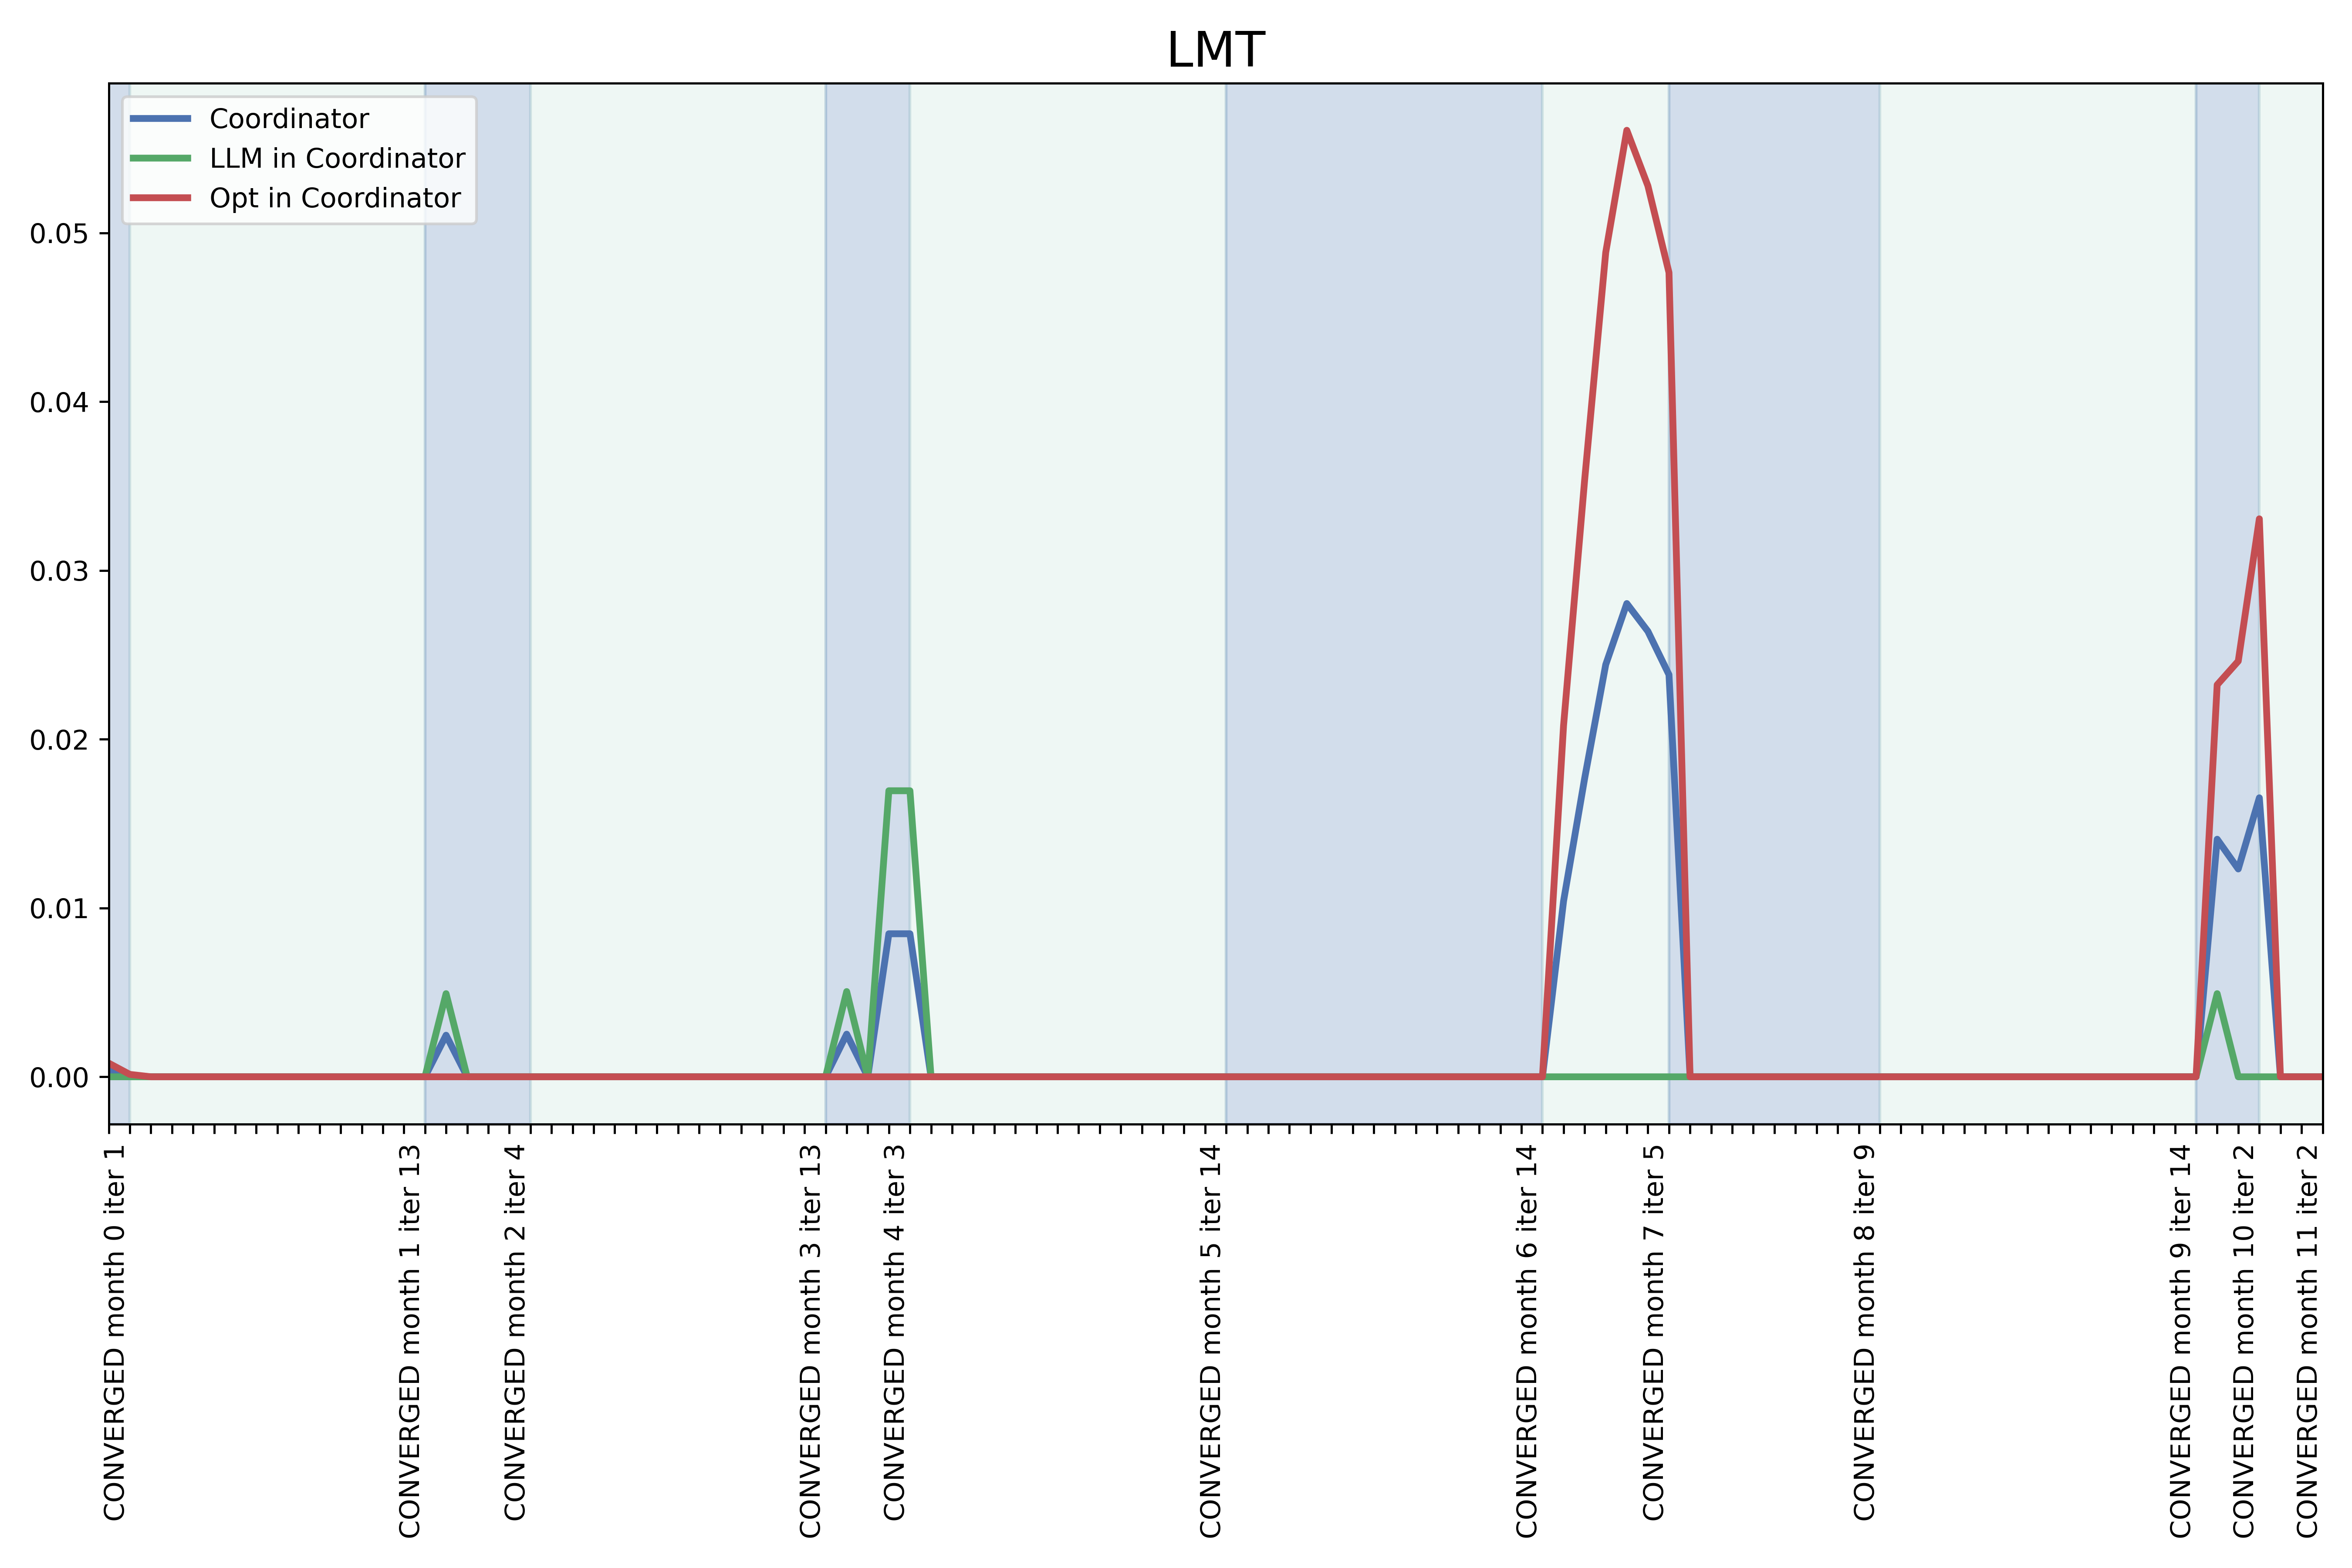 LMT
Coordinator
LLM in Coordinator
Opt in Coordinator
0.05
0.04
0.03
0.02
0.01
0.00
CONVERGED month 0 iter 1
CONVERGED month 1 iter 13
CONVERGED month 2 iter 4
CONVERGED month 3 iter 13
CONVERGED month 4 iter 3
CONVERGED month 5 iter 14
CONVERGED month 6 iter 14
CONVERGED month 7 iter 5
CONVERGED month 8 iter 9
CONVERGED month 9 iter 14
CONVERGED month 10 iter 2
CONVERGED month 11 iter 2